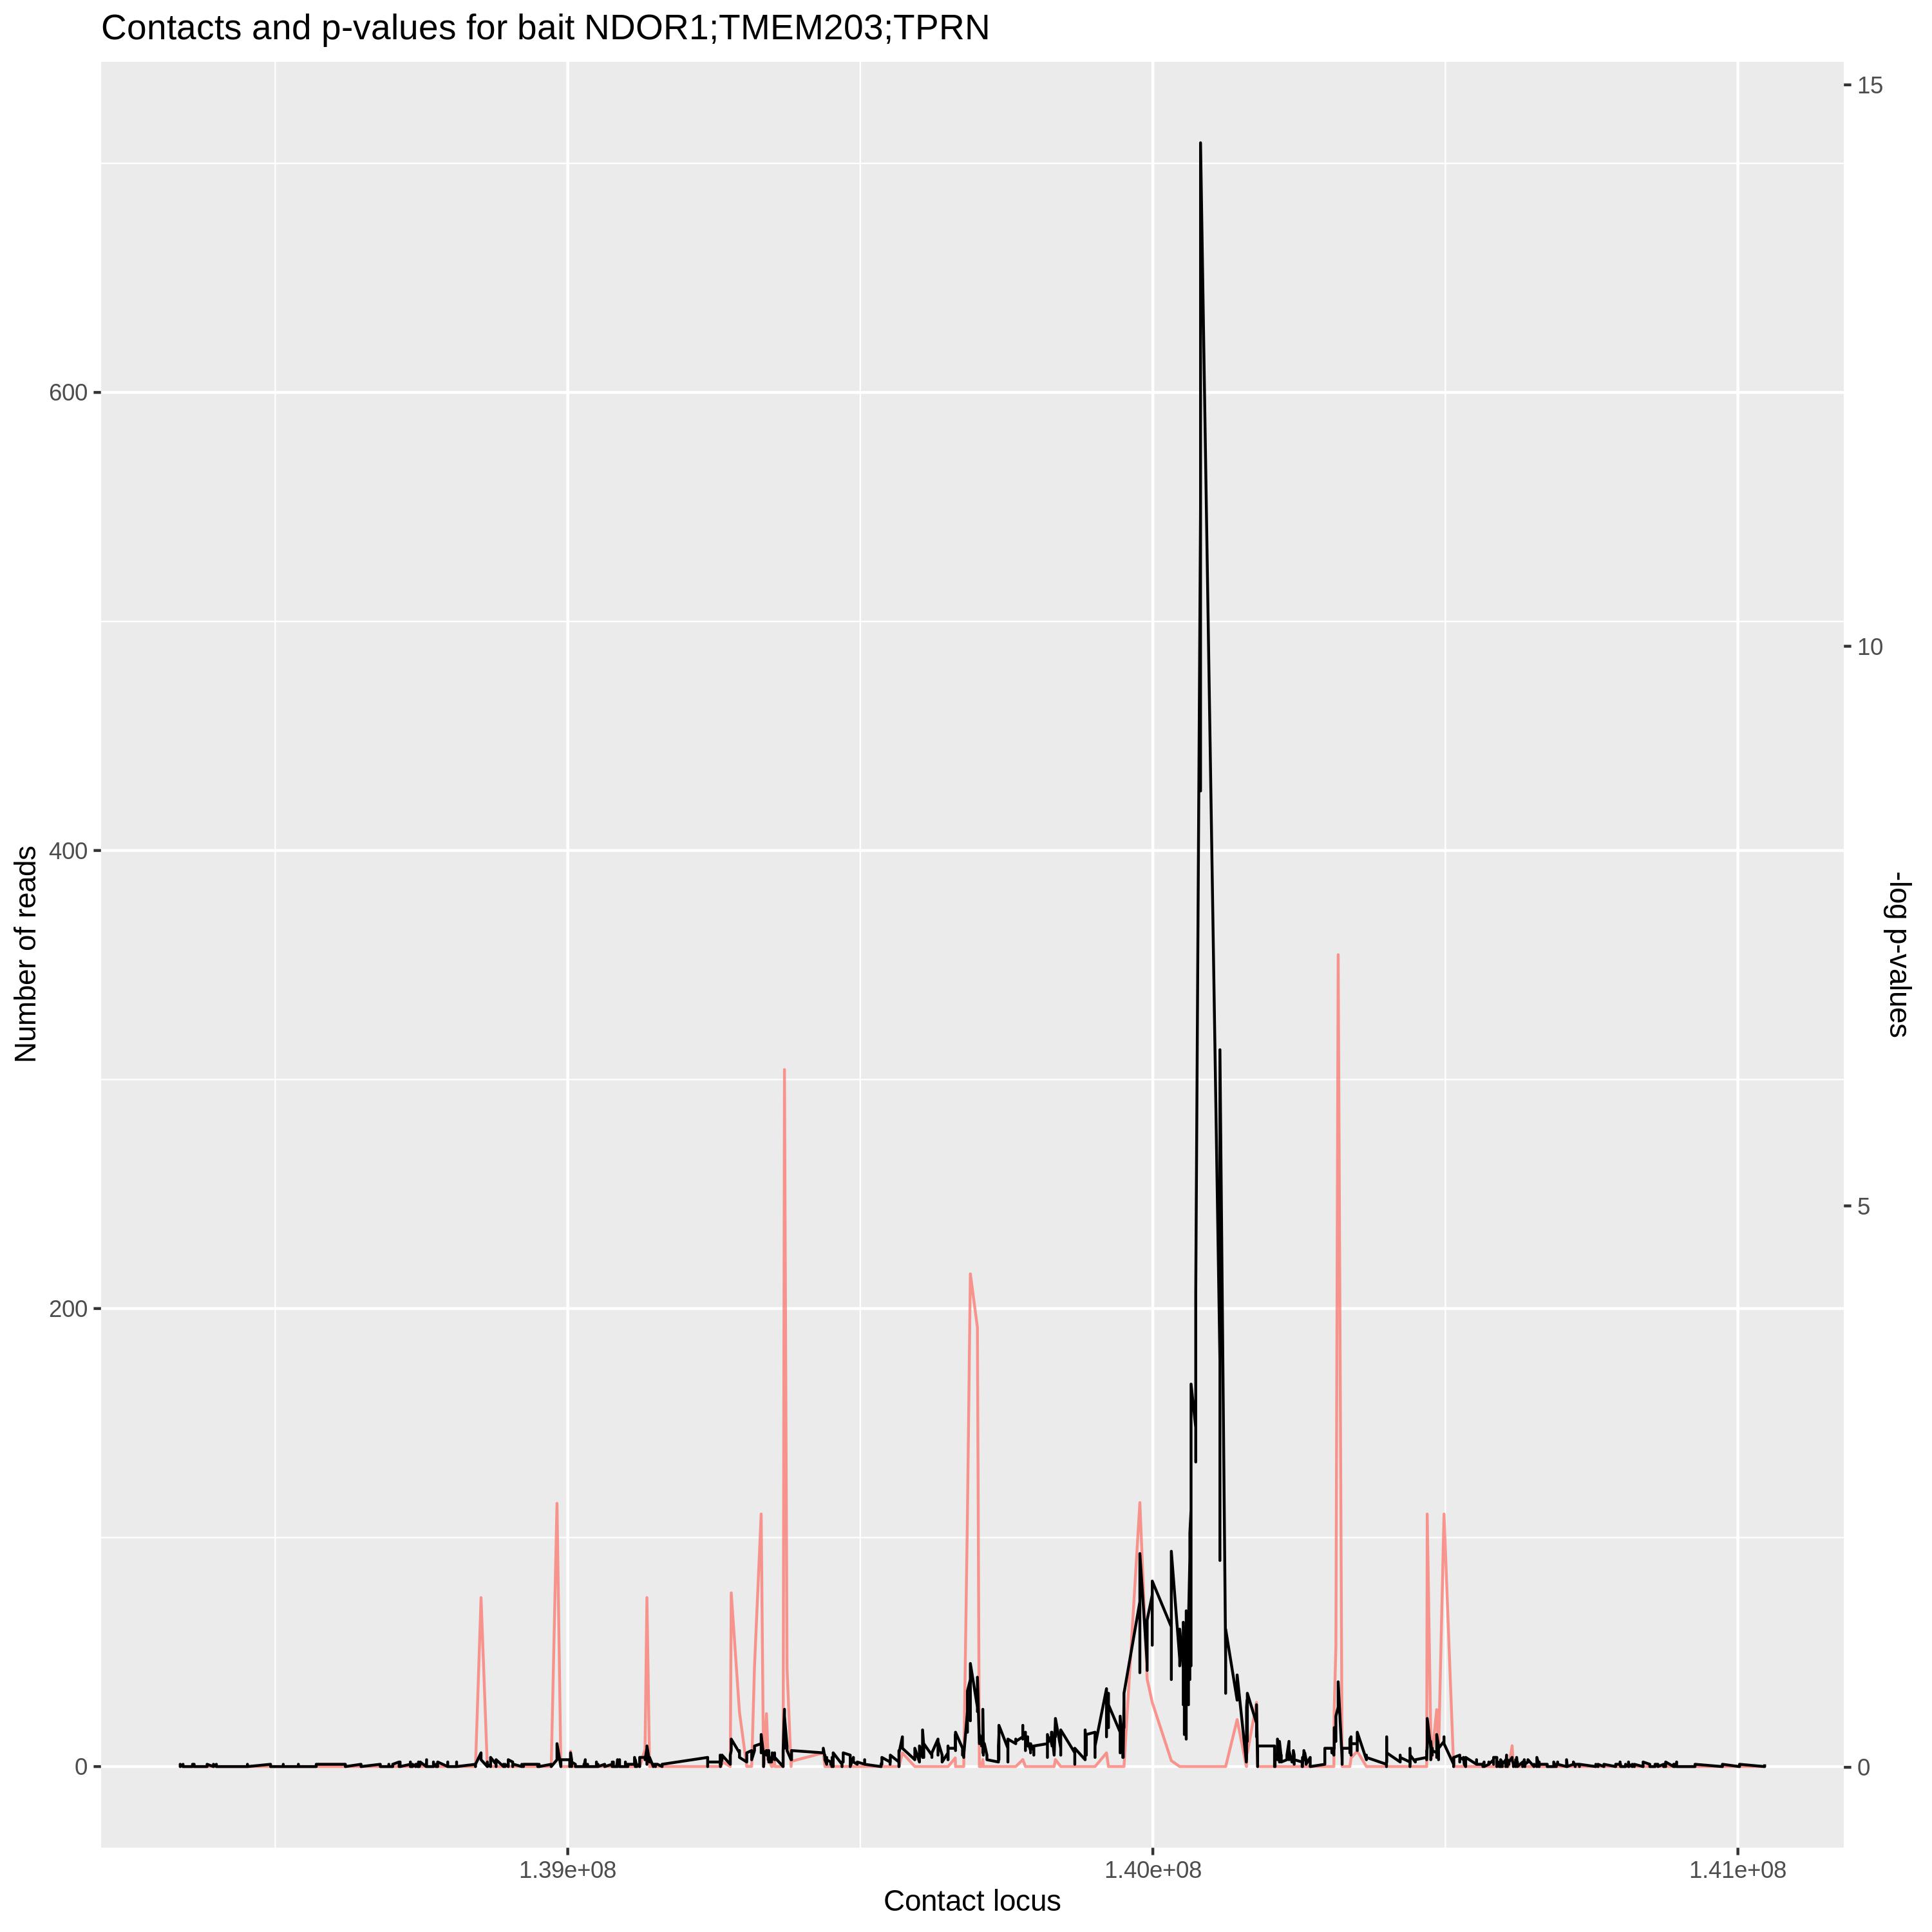 Contacts and p-values for bait NDOR1;TMEM203;TPRN
15
600
10
400
Number of reads
-log p-values
5
200
0
0
1.39e+08
1.40e+08
1.41e+08
Contact locus